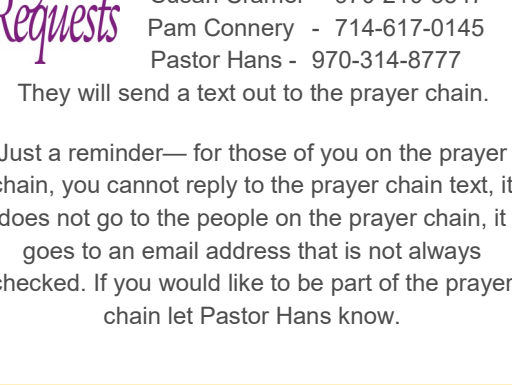 Requests
Pam Connery - 714-617-0145
Pastor Hans - 970-314-8777
They will send a text out to the prayer chain.
Just a reminder— for those of you on the prayer
chain, you cannot reply to the prayer chain text, it
does not go to the people on the prayer chain, it
goes to an email address that is not always
checked. If you would like to be part of the prayer
chain let Pastor Hans know.